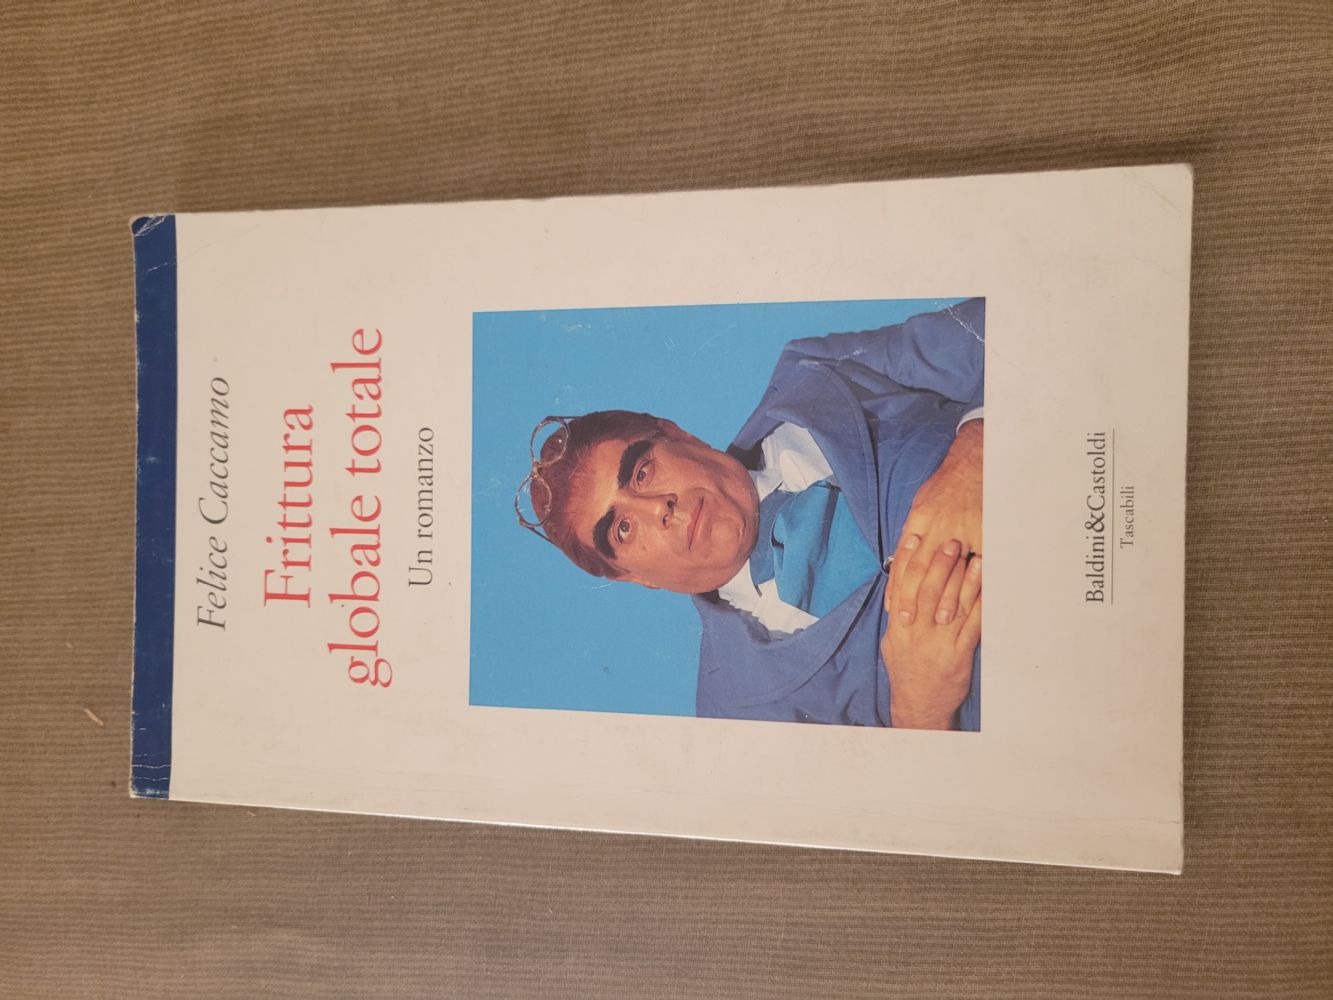 Felice Caccamo
Frittura
globale totale
Un romanzo
Baldini&Castoldi
Tascabili